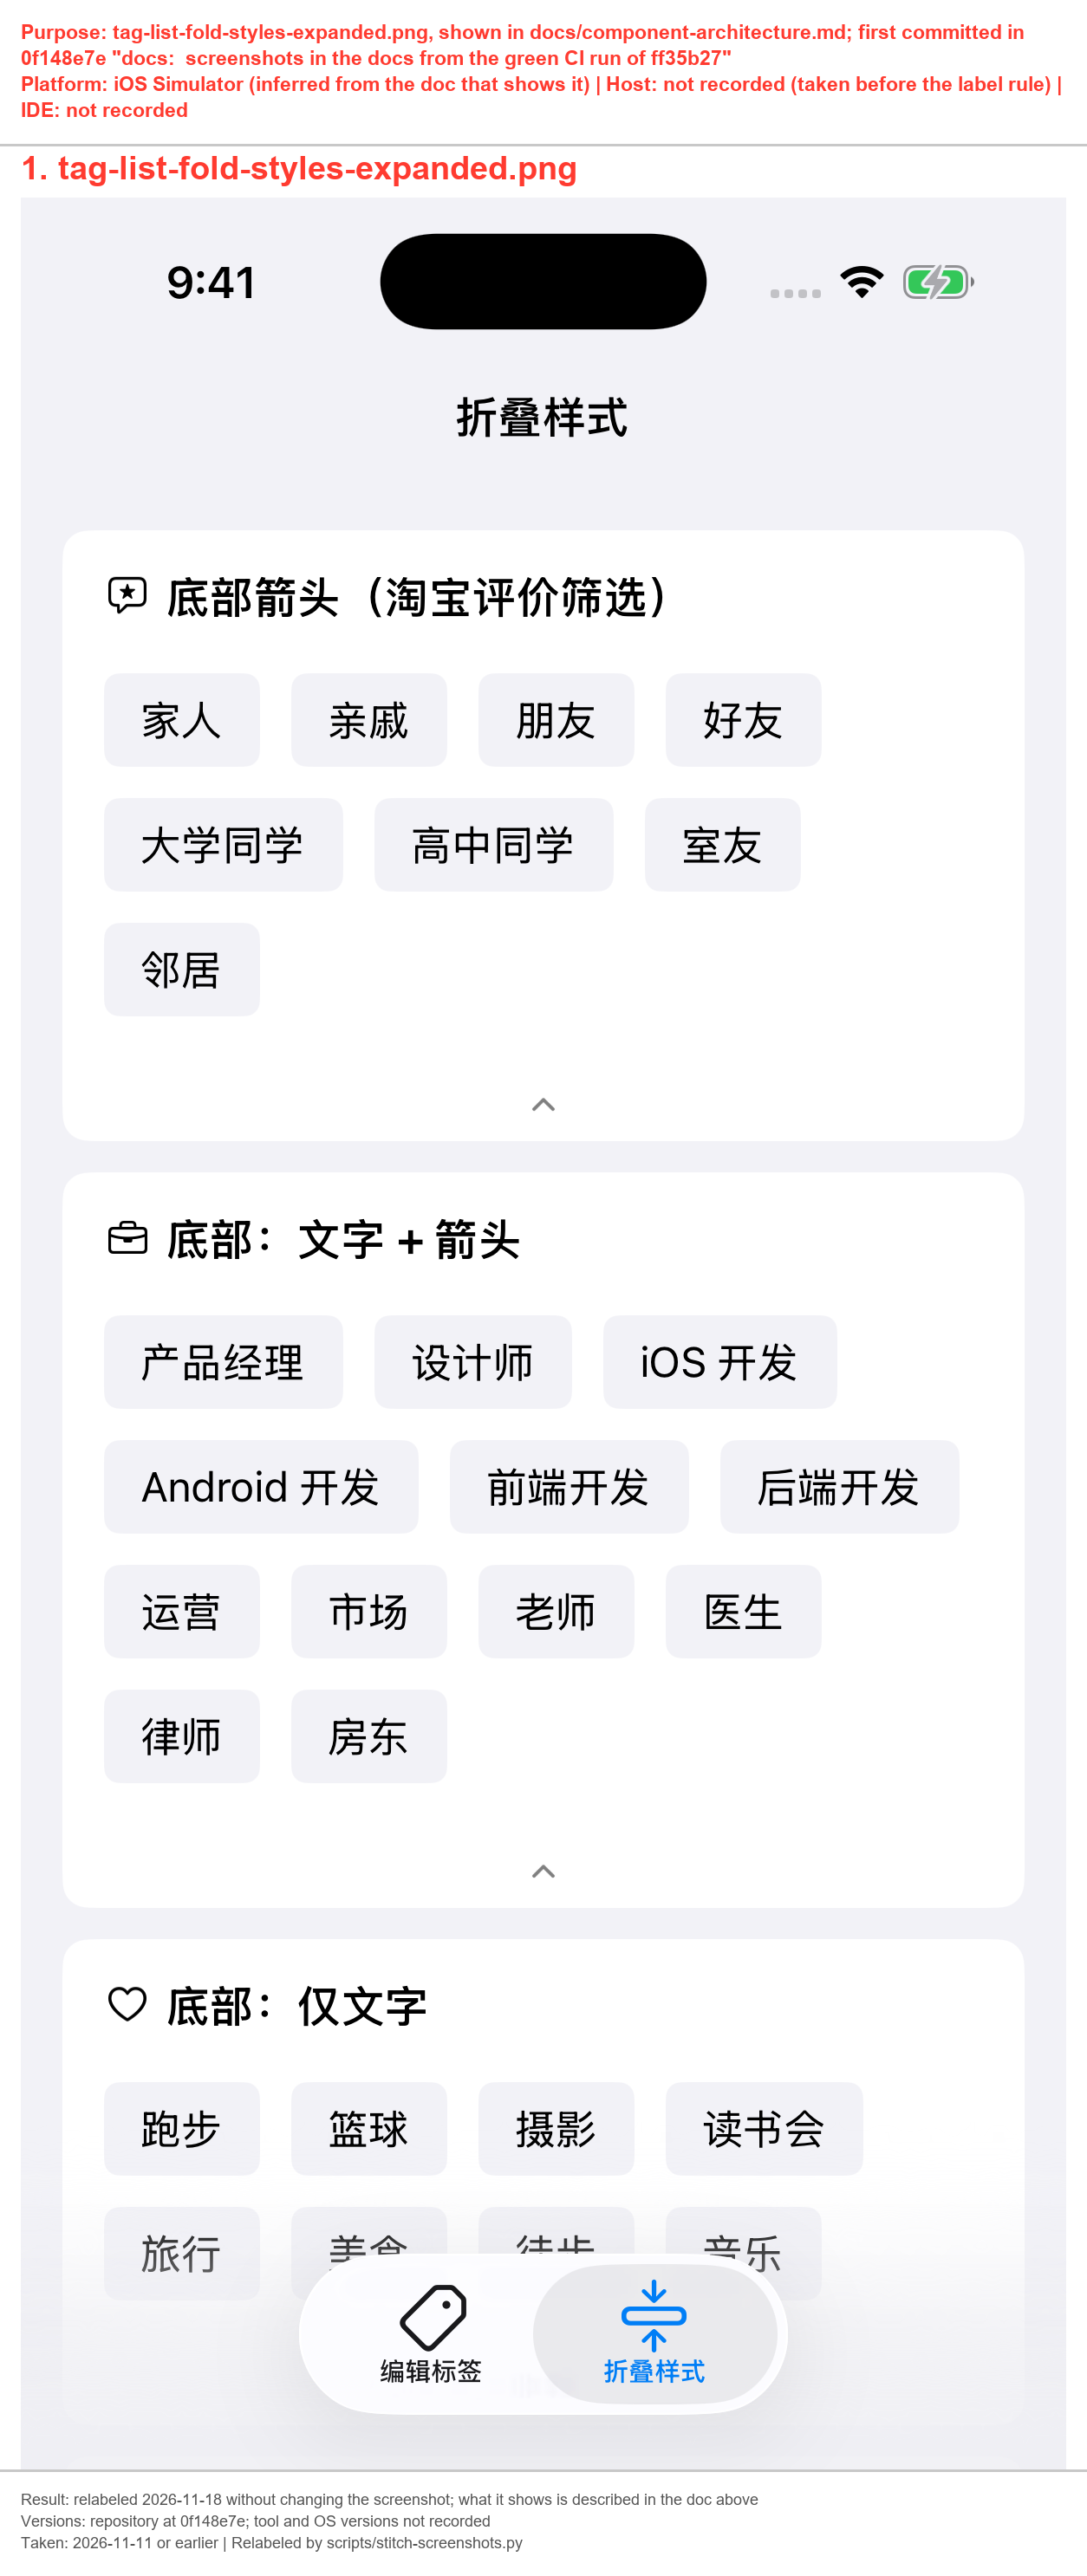 Purpose: tag-list-fold-styles-expanded.png, shown in docs/component-architecture.md; first committed in
0f148e7e "docs:  screenshots in the docs from the green CI run of ff35b27"
Platform: iOS Simulator (inferred from the doc that shows it) | Host: not recorded (taken before the label rule) |
IDE: not recorded
1. tag-list-fold-styles-expanded.png
9:41
折叠样式
底部箭头（淘宝评价筛选）
家人 亲戚 朋友 好友
大学同学 高中同学 室友
邻居
底部：文字 + 箭头
产品经理 设计师 iOS 开发
Android 开发 前端开发 后端开发
运营 市场 老师 医生
律师 房东
底部：仅文字
跑步 篮球 摄影 读书会
旅行 美食 徒步 音乐
编辑标签 折叠样式
Result: relabeled 2026-11-18 without changing the screenshot; what it shows is described in the doc above
Versions: repository at 0f148e7e; tool and OS versions not recorded
Taken: 2026-11-11 or earlier | Relabeled by scripts/stitch-screenshots.py